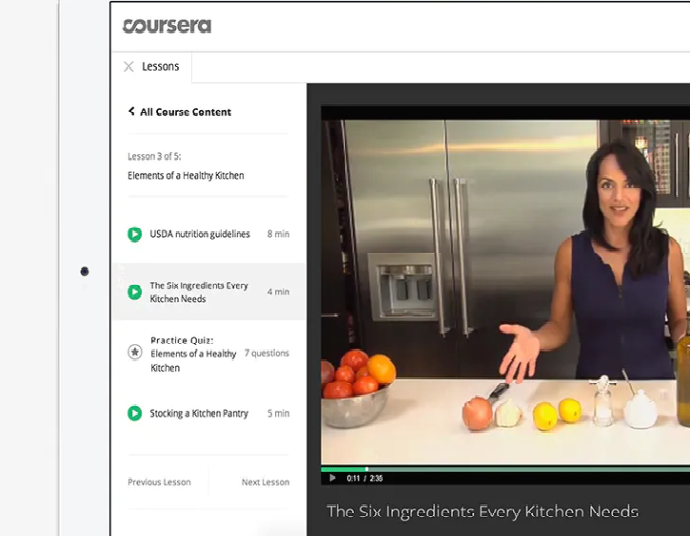 coursera
Lessons
All Course Content
Lesson 3 of 5:
Elements of a Healthy Kitchen
USDA nutrition guidelines 8 min
The Six Ingredients Every
Kitchen Needs
4 min
Practice Quiz:
Elements of a Healthy
Kitchen
7 questions
Stocking a Kitchen Pantry 5 min
Previous Lesson Next Lesson
0:11 / 2:36
The Six Ingredients Every Kitchen Needs